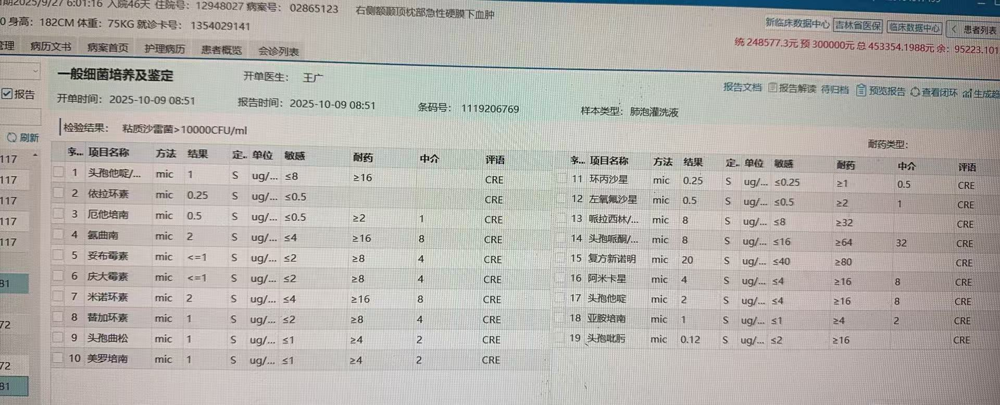 期2025/9/27 6:01:16 入院46天 住院号：12948027 病案号：02865123 右侧额颞顶枕部急性硬膜下血肿
0 身高：182CM 体重：75KG 就诊卡号：1354029141
新临床数据中心 吉林省医保 临床数据中心 < 患者列表
统 248577.3元 预 300000元 总 453354.1988元 余：95223.101
管理 病历文书 病案首页 护理病历 患者概览 会诊列表
一般细菌培养及鉴定 开单医生：王广
报告文档 报告解读 待归档 预览报告 查看闭环 生成趋
报告
开单时间：2025-10-09 08:51 报告时间：2025-10-09 08:51 条码号：1119206769 样本类型：肺泡灌洗液
检验结果：粘质沙雷菌>10000CFU/ml
耐药类型：
刷新
117
117
117
117
117
81
72
72
81
序... 项目名称 方法 结果 定.. 单位 敏感 耐药 中介 评语
1 头孢他啶/... mic 1 S ug/... ≤8 ≥16 CRE
2 依拉环素 mic 0.25 S ug/... ≤0.5 CRE
3 厄他培南 mic 0.5 S ug/... ≤0.5 ≥2 1 CRE
4 氨曲南 mic 2 S ug/... ≤4 ≥16 8 CRE
5 妥布霉素 mic <=1 S ug/... ≤2 ≥8 4 CRE
6 庆大霉素 mic <=1 S ug/... ≤2 ≥8 4 CRE
7 米诺环素 mic 2 S ug/... ≤4 ≥16 8 CRE
8 替加环素 mic 1 S ug/... ≤2 ≥8 4 CRE
9 头孢曲松 mic 1 S ug/... ≤1 ≥4 2 CRE
10 美罗培南 mic 1 S ug/... ≤1 ≥4 2 CRE
序... 项目名称 方法 结果 定.. 单位 敏感 耐药 中介 评语
11 环丙沙星 mic 0.25 S ug/... ≤0.25 ≥1 0.5 CRE
12 左氧氟沙星 mic 0.5 S ug/... ≤0.5 ≥2 1 CRE
13 哌拉西林/... mic 8 S ug/... ≤8 ≥32 CRE
14 头孢哌酮/... mic 8 S ug/... ≤16 ≥64 32 CRE
15 复方新诺明 mic 20 S ug/... ≤40 ≥80 CRE
16 阿米卡星 mic 4 S ug/... ≤4 ≥16 8 CRE
17 头孢他啶 mic 2 S ug/... ≤4 ≥16 8 CRE
18 亚胺培南 mic 1 S ug/... ≤1 ≥4 2 CRE
19 头孢吡肟 mic 0.12 S ug/... ≤2 ≥16 CRE